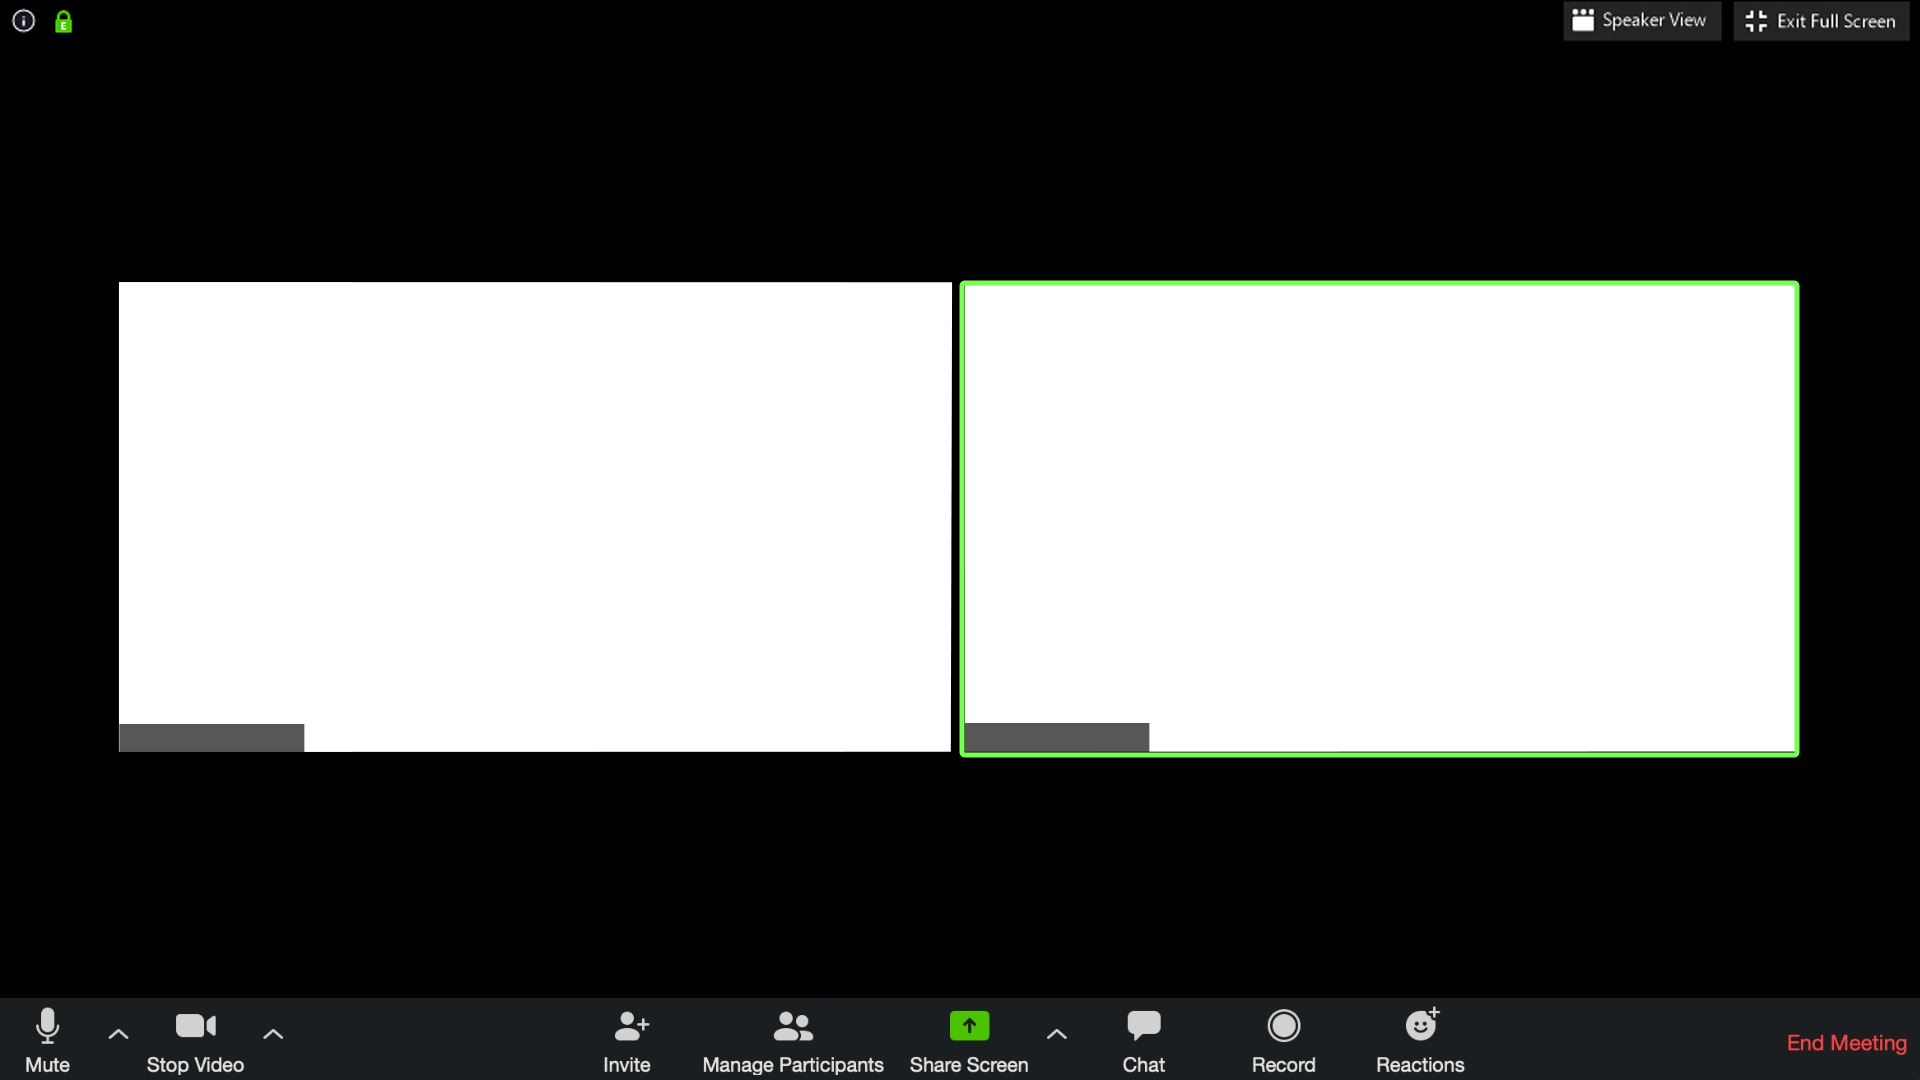 E
Speaker View
Exit Full Screen
Mute
Stop Video
Invite
Manage Participants
Share Screen
Chat
Record
Reactions
End Meeting